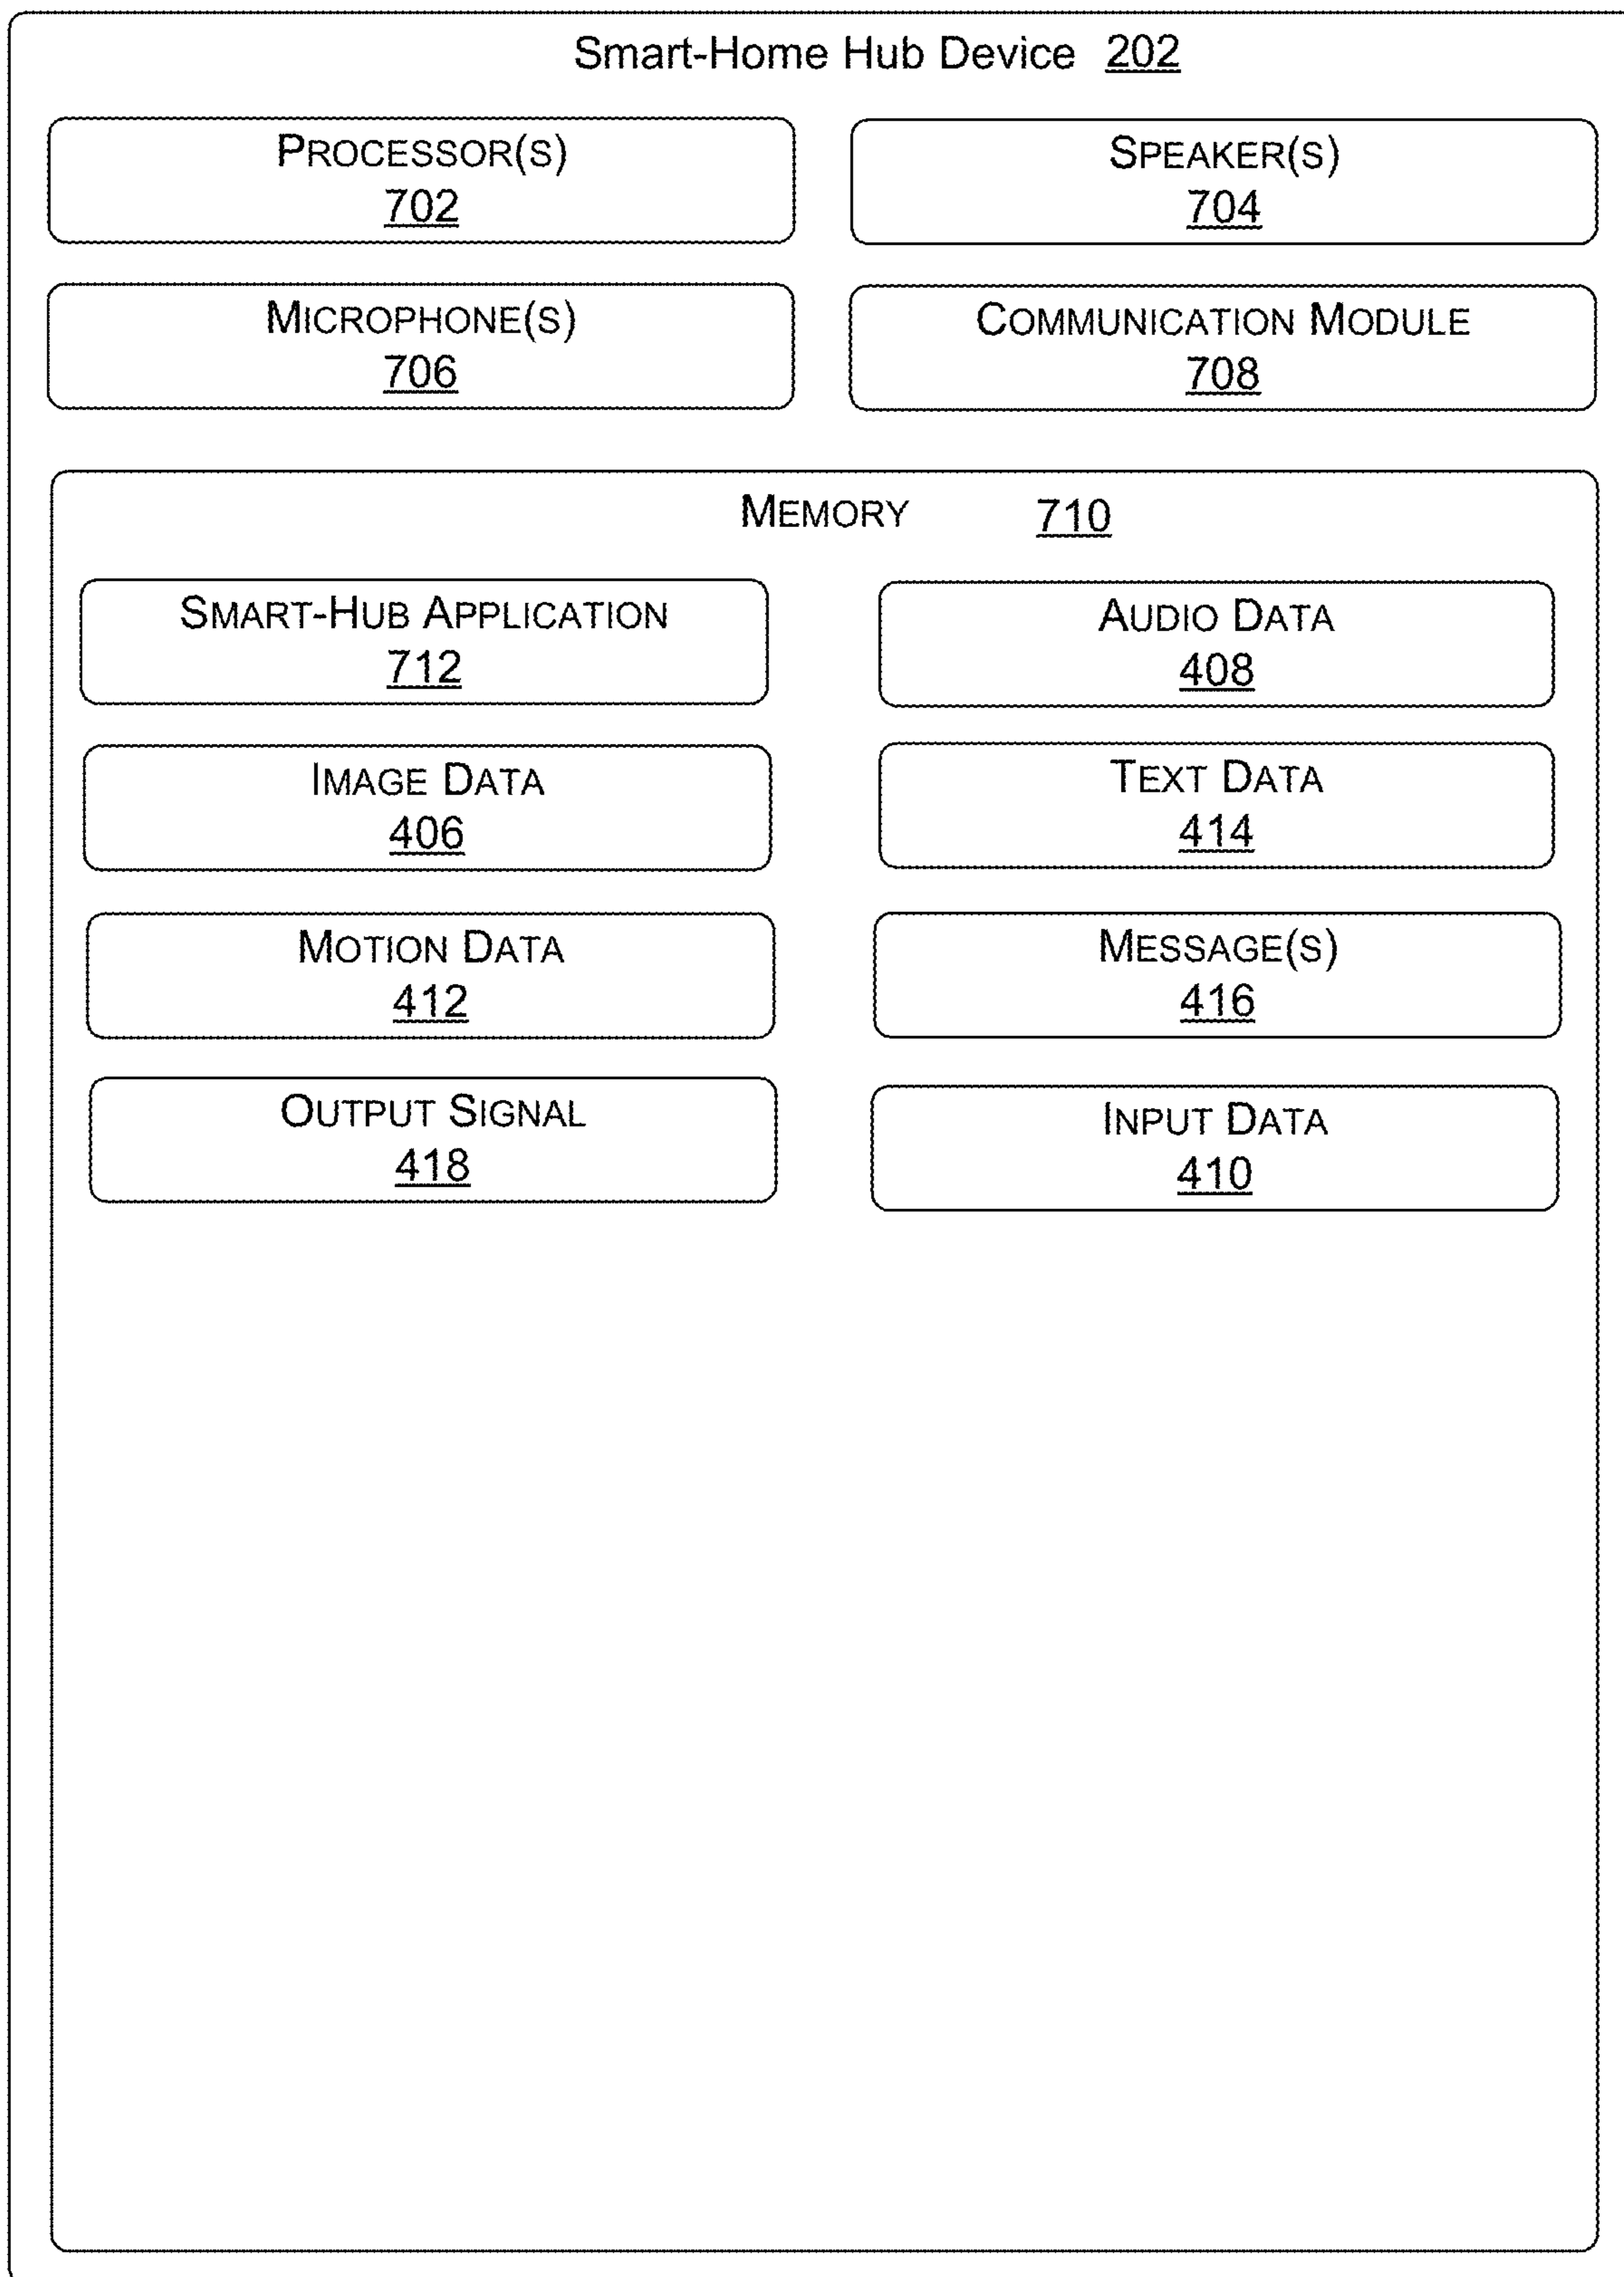 Smart-Home Hub Device 202
PROCESSOR(S)
702
SPEAKER(S)
704
MICROPHONE(S)
706
COMMUNICATION MODULE
708
MEMORY 710
SMART-HUB APPLICATION
712
AUDIO DATA
408
IMAGE DATA
406
TEXT DATA
414
MOTION DATA
412
MESSAGE(S)
416
OUTPUT SIGNAL
418
INPUT DATA
410